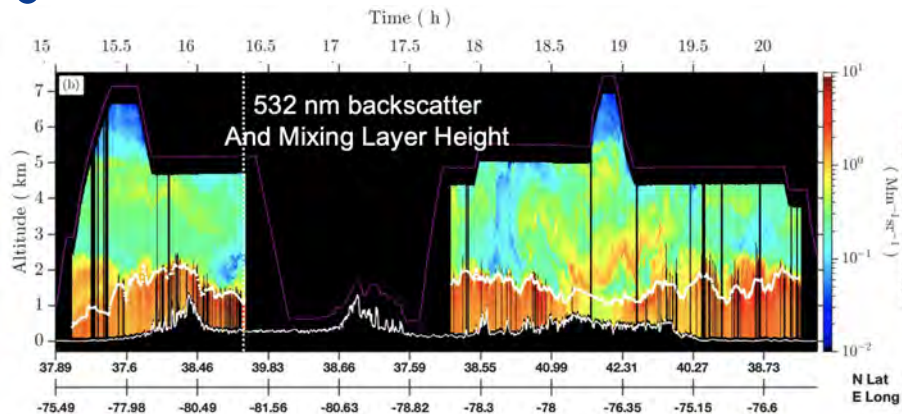 Time ( h )
15 15.5 16 16.5 17 17.5 18 18.5 19 19.5 20
(b)
532 nm backscatter
And Mixing Layer Height
Altitude ( km )
7
6
5
4
3
2
1
0
10¹
10⁰
10⁻¹
10⁻²
( Mm⁻¹sr⁻¹ )
37.89 37.6 38.46 39.83 38.66 37.59 38.55 40.99 42.31 40.27 38.73
N Lat
-75.49 -77.98 -80.49 -81.56 -80.63 -78.82 -78.3 -78 -76.35 -75.16 -76.6
E Long